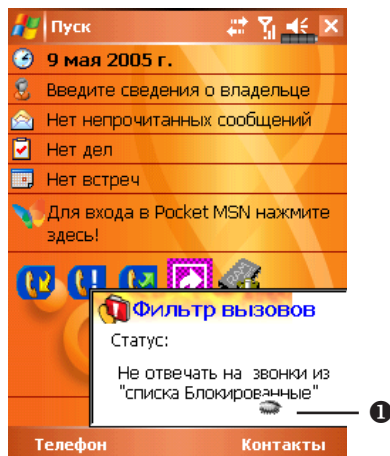 Пуск
9 мая 2005 г.
Введите сведения о владельце
Нет непрочитанных сообщений
Нет дел
Нет встреч
Для входа в Pocket MSN нажмите
здесь!
Фильтр вызовов
Статус:
Не отвечать на звонки из
"списка Блокированные"
❶
Телефон Контакты